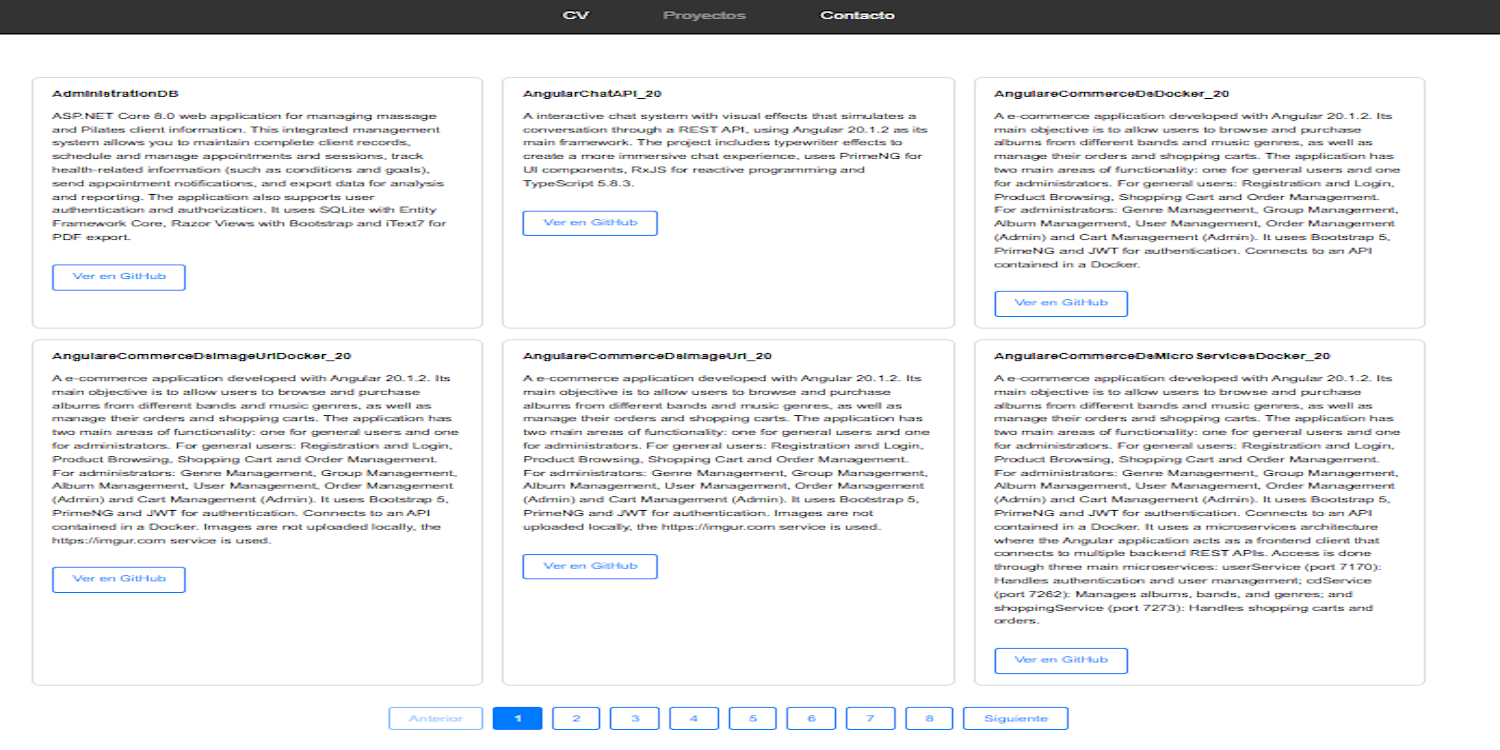 CV Proyectos Contacto
AdministrationDB
ASP.NET Core 8.0 web application for managing massage
and Pilates client information. This integrated management
system allows you to maintain complete client records,
schedule and manage appointments and sessions, track
health-related information (such as conditions and goals),
send appointment notifications, and export data for analysis
and reporting. The application also supports user
authentication and authorization. It uses SQLite with Entity
Framework Core, Razor Views with Bootstrap and iText7 for
PDF export.
Ver en GitHub
AngularChatAPI_20
A interactive chat system with visual effects that simulates a
conversation through a REST API, using Angular 20.1.2 as its
main framework. The project includes typewriter effects to
create a more immersive chat experience, uses PrimeNG for
UI components, RxJS for reactive programming and
TypeScript 5.8.3.
Ver en GitHub
AngulareCommerceDsDocker_20
A e-commerce application developed with Angular 20.1.2. Its
main objective is to allow users to browse and purchase
albums from different bands and music genres, as well as
manage their orders and shopping carts. The application has
two main areas of functionality: one for general users and one
for administrators. For general users: Registration and Login,
Product Browsing, Shopping Cart and Order Management.
For administrators: Genre Management, Group Management,
Album Management, User Management, Order Management
(Admin) and Cart Management (Admin). It uses Bootstrap 5,
PrimeNG and JWT for authentication. Connects to an API
contained in a Docker.
Ver en GitHub
AngulareCommerceDsImageUrlDocker_20
A e-commerce application developed with Angular 20.1.2. Its
main objective is to allow users to browse and purchase
albums from different bands and music genres, as well as
manage their orders and shopping carts. The application has
two main areas of functionality: one for general users and one
for administrators. For general users: Registration and Login,
Product Browsing, Shopping Cart and Order Management.
For administrators: Genre Management, Group Management,
Album Management, User Management, Order Management
(Admin) and Cart Management (Admin). It uses Bootstrap 5,
PrimeNG and JWT for authentication. Connects to an API
contained in a Docker. Images are not uploaded locally, the
https://imgur.com service is used.
Ver en GitHub
AngulareCommerceDsImageUrl_20
A e-commerce application developed with Angular 20.1.2. Its
main objective is to allow users to browse and purchase
albums from different bands and music genres, as well as
manage their orders and shopping carts. The application has
two main areas of functionality: one for general users and one
for administrators. For general users: Registration and Login,
Product Browsing, Shopping Cart and Order Management.
For administrators: Genre Management, Group Management,
Album Management, User Management, Order Management
(Admin) and Cart Management (Admin). It uses Bootstrap 5,
PrimeNG and JWT for authentication. Images are not
uploaded locally, the https://imgur.com service is used.
Ver en GitHub
AngulareCommerceDsMicroServicesDocker_20
A e-commerce application developed with Angular 20.1.2. Its
main objective is to allow users to browse and purchase
albums from different bands and music genres, as well as
manage their orders and shopping carts. The application has
two main areas of functionality: one for general users and one
for administrators. For general users: Registration and Login,
Product Browsing, Shopping Cart and Order Management.
For administrators: Genre Management, Group Management,
Album Management, User Management, Order Management
(Admin) and Cart Management (Admin). It uses Bootstrap 5,
PrimeNG and JWT for authentication. Connects to an API
contained in a Docker. It uses a microservices architecture
where the Angular application acts as a frontend client that
connects to multiple backend REST APIs. Access is done
through three main microservices: userService (port 7170):
Handles authentication and user management; cdService
(port 7262): Manages albums, bands, and genres; and
shoppingService (port 7273): Handles shopping carts and
orders.
Ver en GitHub
Anterior 1 2 3 4 5 6 7 8 Siguiente